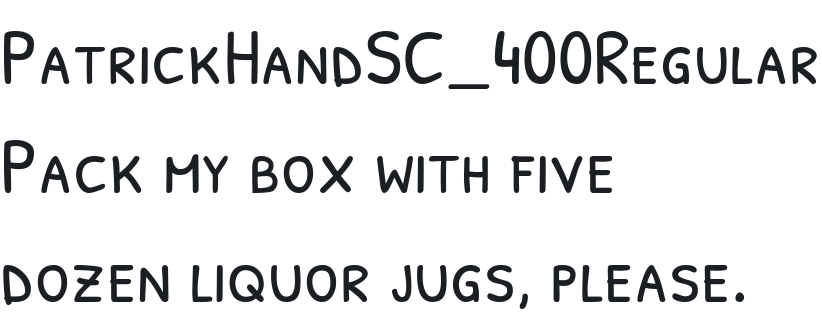 PatrickHandSC_400Regular
Pack my box with five
dozen liquor jugs, please.